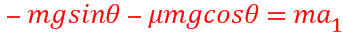 – mgsinθ – μmgcosθ = ma₁